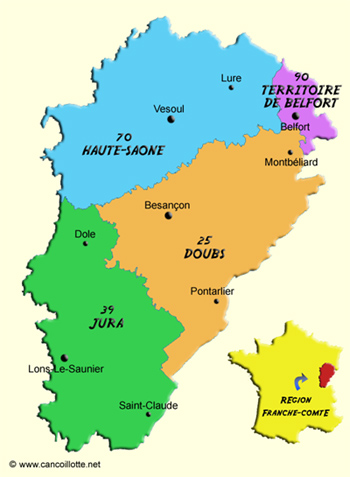 90
TERRITOIRE
DE BELFORT
Lure
Vesoul
Belfort
70
HAUTE-SAONE
Montbéliard
Besançon
Dole
25
DOUBS
Pontarlier
39
JURA
Lons-Le-Saunier
Saint-Claude
REGION
FRANCHE-COMTE
© www.cancoillotte.net